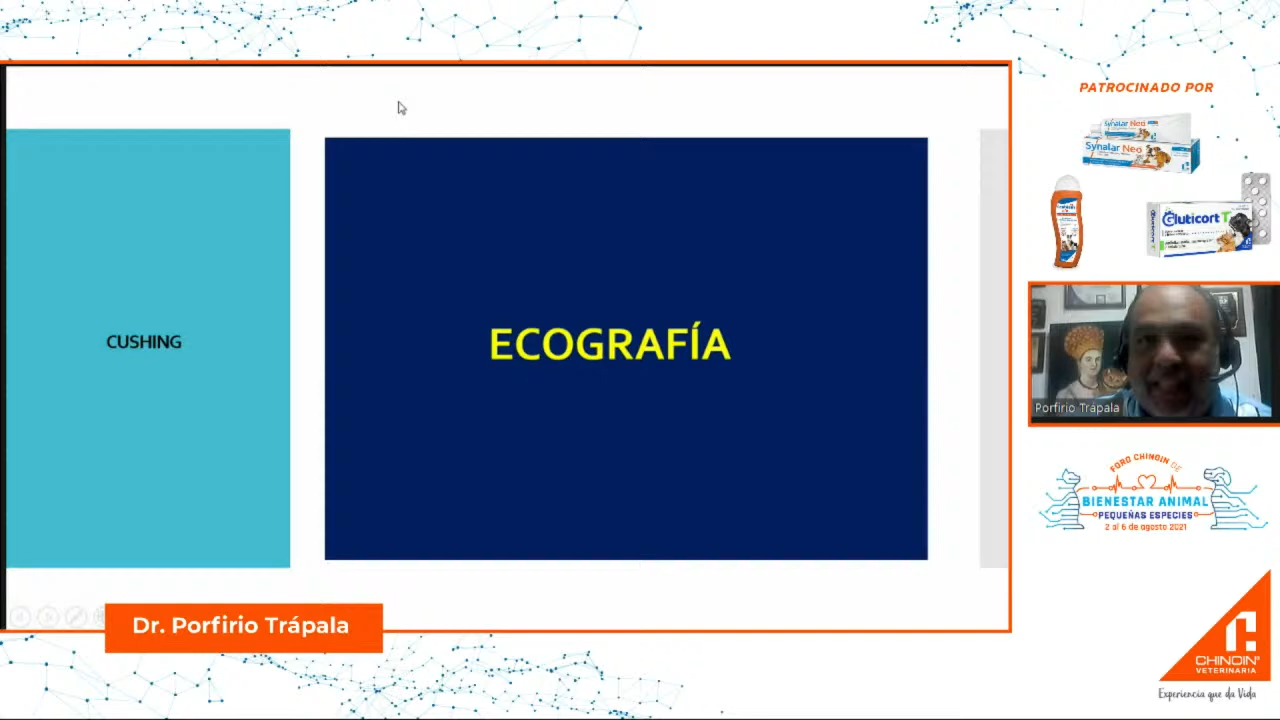 CUSHING
ECOGRAFÍA
Dr. Porfirio Trápala
PATROCINADO POR
Synalar Neo
Synalar Neo
Gluticort T
Porfirio Trápala
FORO CHINOIN DE
BIENESTAR ANIMAL
PEQUEÑAS ESPECIES
2 al 6 de agosto 2021
CHINOIN
VETERINARIA
Experiencia que da Vida